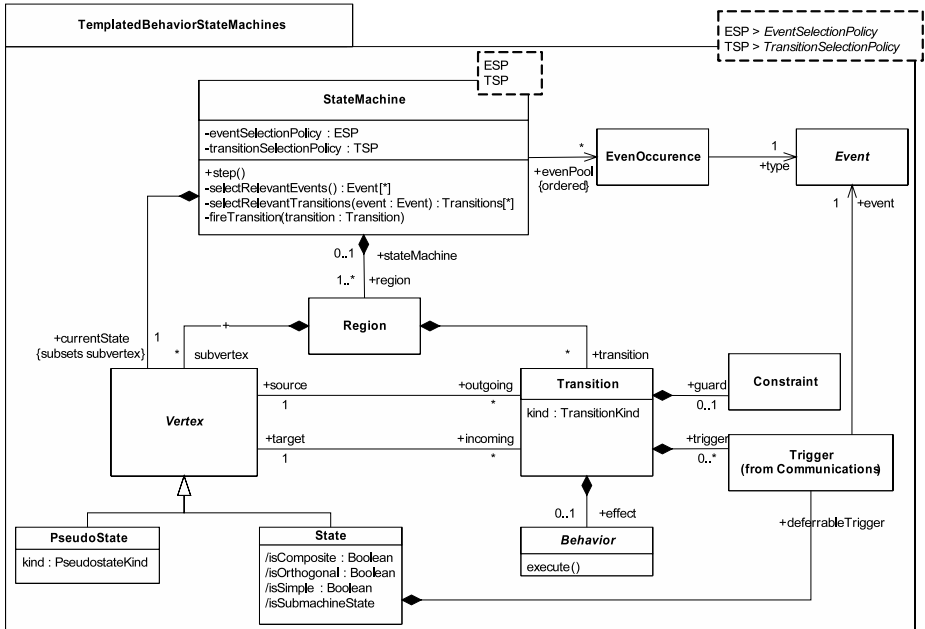 TemplatedBehaviorStateMachines
ESP > EventSelectionPolicy
TSP > TransitionSelectionPolicy
ESP
TSP
StateMachine
-eventSelectionPolicy : ESP
-transitionSelectionPolicy : TSP
+step()
-selectRelevantEvents() : Event[*]
-selectRelevantTransitions(event : Event) : Transitions[*]
-fireTransition(transition : Transition)
*
+evenPool
{ordered}
EvenOccurence
1
+type
Event
1
+event
0..1
+stateMachine
1..*
+region
Region
+currentState
{subsets subvertex}
1
+
*
subvertex
*
+transition
Vertex
+source
1
+outgoing
*
+target
1
+incoming
*
Transition
kind : TransitionKind
+guard
0..1
Constraint
+trigger
0..*
Trigger
(from Communications)
0..1
+effect
+deferrableTrigger
PseudoState
kind : PseudostateKind
State
/isComposite : Boolean
/isOrthogonal : Boolean
/isSimple : Boolean
/isSubmachineState
Behavior
execute()